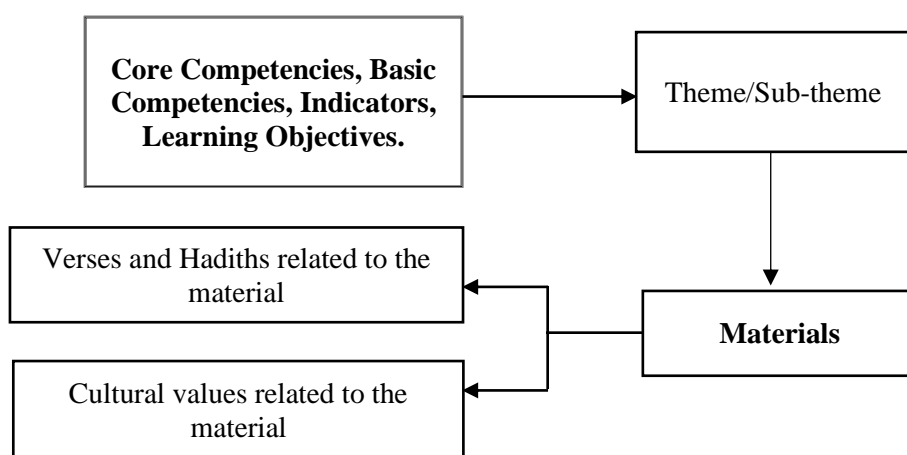 Core Competencies, Basic
Competencies, Indicators,
Learning Objectives.
Theme/Sub-theme
Verses and Hadiths related to the
material
Materials
Cultural values related to the
material